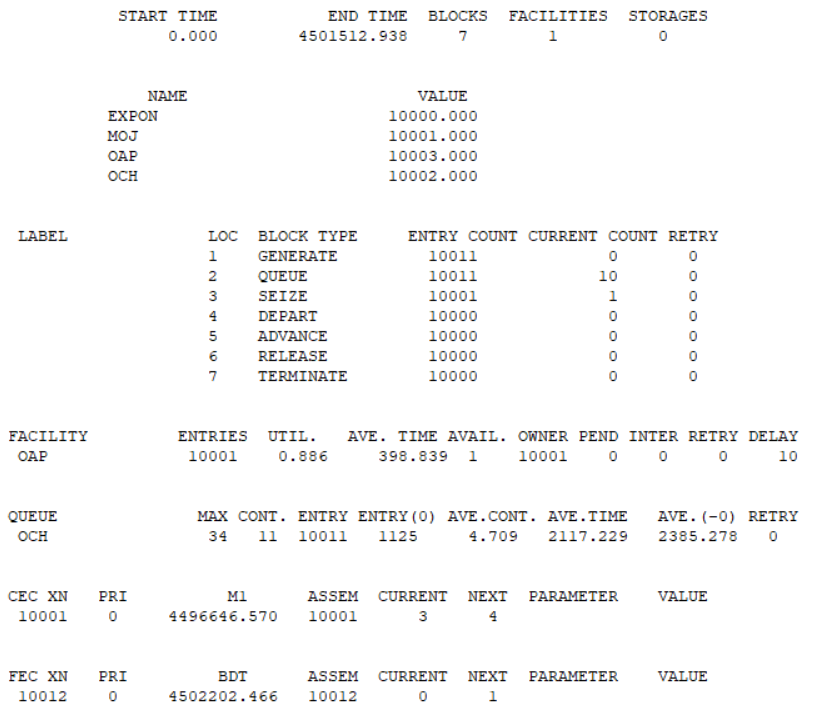 START TIME END TIME BLOCKS FACILITIES STORAGES
0.000 4501512.938 7 1 0
NAME VALUE
EXPON 10000.000
MOJ 10001.000
OAP 10003.000
OCH 10002.000
LABEL LOC BLOCK TYPE ENTRY COUNT CURRENT COUNT RETRY
1 GENERATE 10011 0 0
2 QUEUE 10011 10 0
3 SEIZE 10001 1 0
4 DEPART 10000 0 0
5 ADVANCE 10000 0 0
6 RELEASE 10000 0 0
7 TERMINATE 10000 0 0
FACILITY ENTRIES UTIL. AVE. TIME AVAIL. OWNER PEND INTER RETRY DELAY
OAP 10001 0.886 398.839 1 10001 0 0 0 10
QUEUE MAX CONT. ENTRY ENTRY(0) AVE.CONT. AVE.TIME AVE.(-0) RETRY
OCH 34 11 10011 1125 4.709 2117.229 2385.278 0
CEC XN PRI M1 ASSEM CURRENT NEXT PARAMETER VALUE
10001 0 4496646.570 10001 3 4
FEC XN PRI BDT ASSEM CURRENT NEXT PARAMETER VALUE
10012 0 4502202.466 10012 0 1